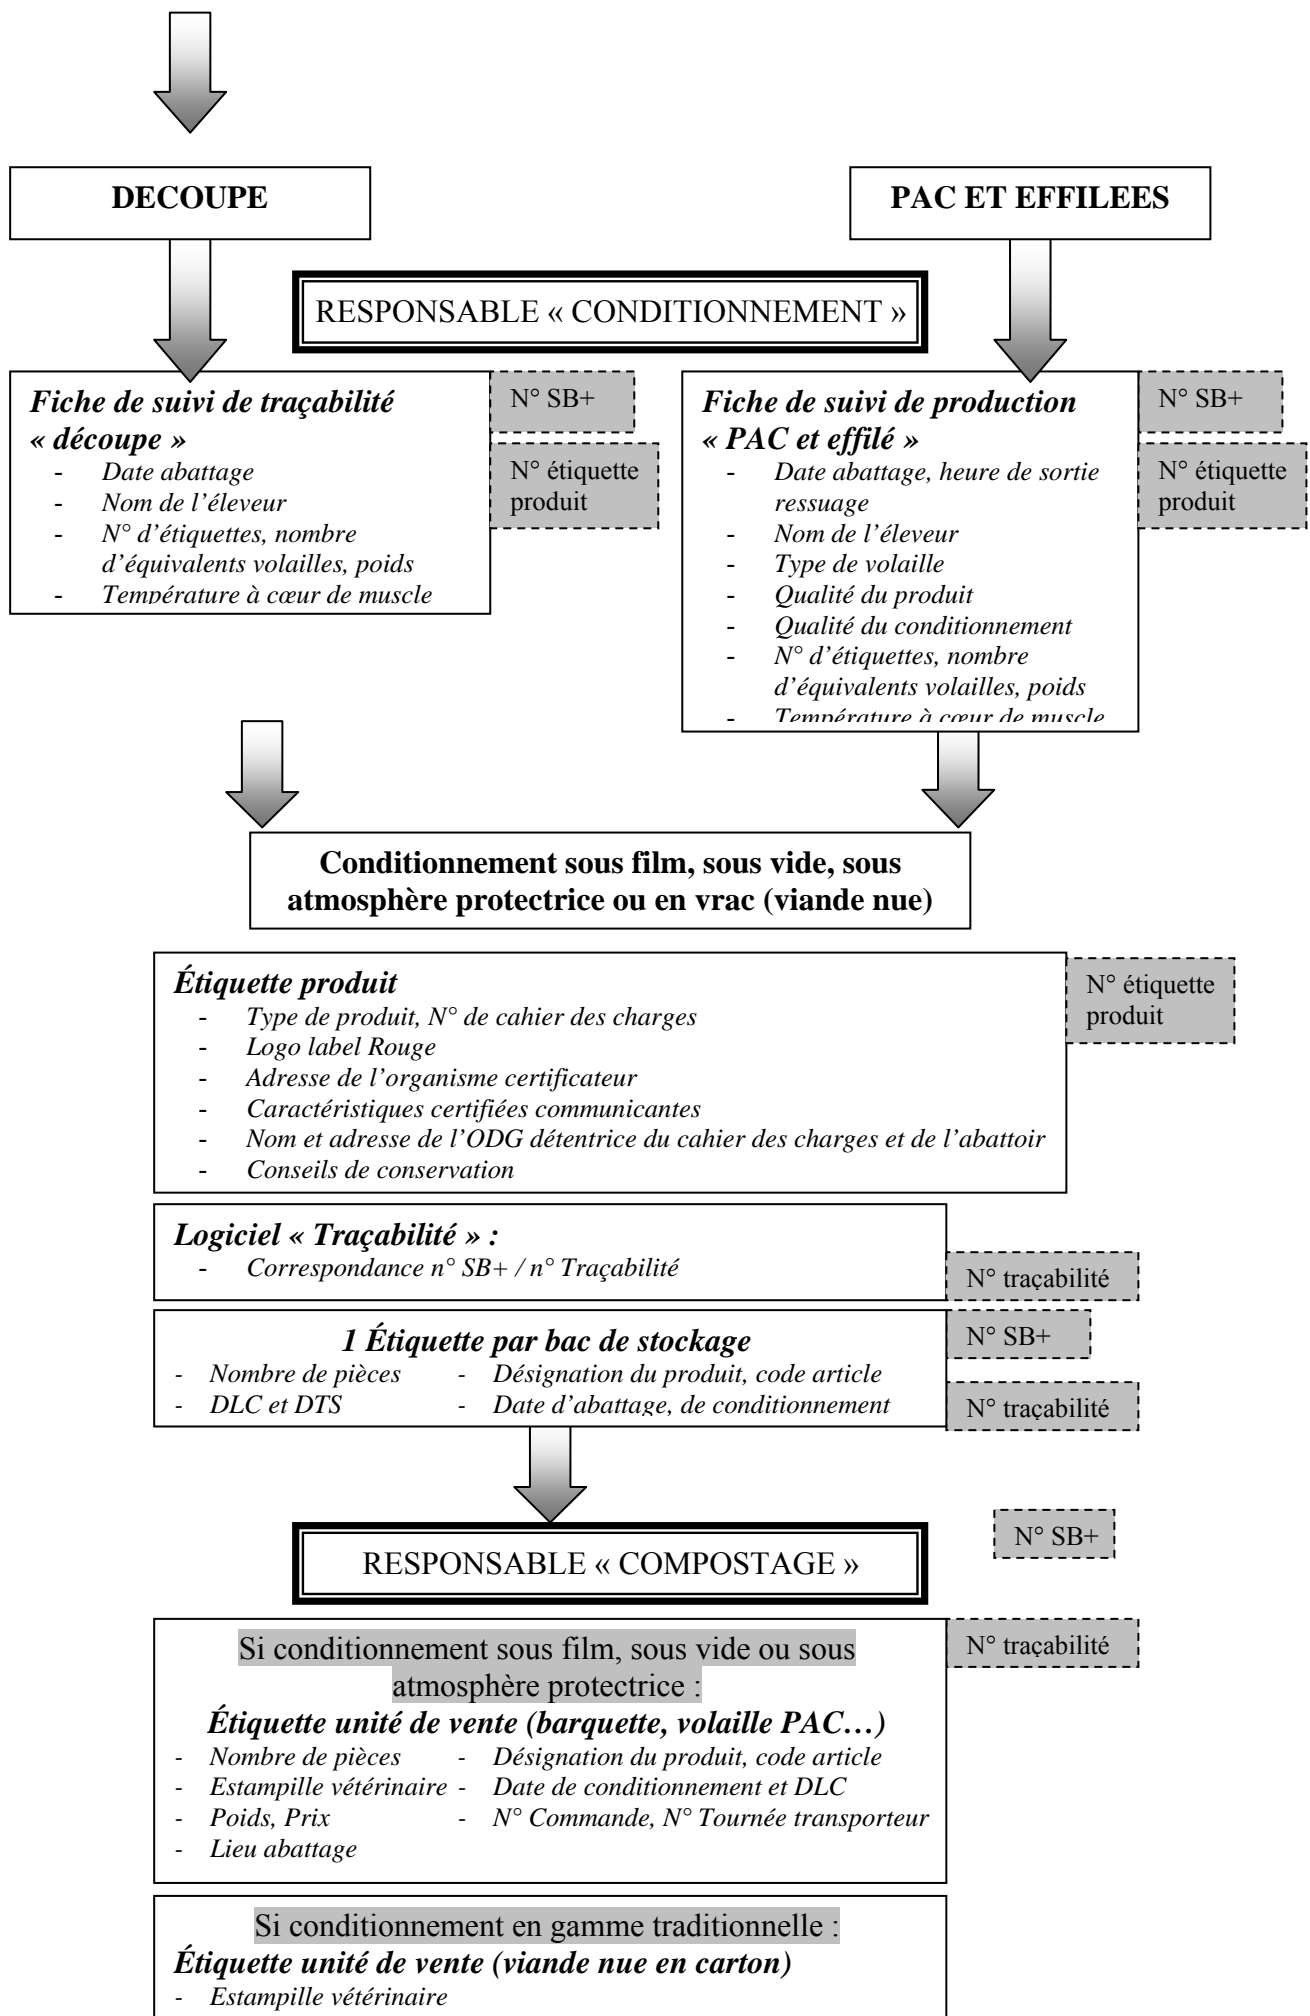 DECOUPE
PAC ET EFFILEES
RESPONSABLE « CONDITIONNEMENT »
Fiche de suivi de traçabilité
« découpe »
- Date abattage
- Nom de l'éleveur
- N° d'étiquettes, nombre
d'équivalents volailles, poids
- Température à cœur de muscle
N° SB+
N° étiquette
produit
Fiche de suivi de production
« PAC et effilé »
- Date abattage, heure de sortie
ressuage
- Nom de l'éleveur
- Type de volaille
- Qualité du produit
- Qualité du conditionnement
- N° d'étiquettes, nombre
d'équivalents volailles, poids
- Température à cœur de muscle
N° SB+
N° étiquette
produit
Conditionnement sous film, sous vide, sous
atmosphère protectrice ou en vrac (viande nue)
Étiquette produit
- Type de produit, N° de cahier des charges
- Logo label Rouge
- Adresse de l'organisme certificateur
- Caractéristiques certifiées communicantes
- Nom et adresse de l'ODG détentrice du cahier des charges et de l'abattoir
- Conseils de conservation
N° étiquette
produit
Logiciel « Traçabilité » :
- Correspondance n° SB+ / n° Traçabilité
N° traçabilité
1 Étiquette par bac de stockage
- Nombre de pièces - Désignation du produit, code article
- DLC et DTS - Date d'abattage, de conditionnement
N° SB+
N° traçabilité
RESPONSABLE « COMPOSTAGE »
N° SB+
Si conditionnement sous film, sous vide ou sous
atmosphère protectrice :
Étiquette unité de vente (barquette, volaille PAC…)
- Nombre de pièces - Désignation du produit, code article
- Estampille vétérinaire - Date de conditionnement et DLC
- Poids, Prix - N° Commande, N° Tournée transporteur
- Lieu abattage
N° traçabilité
Si conditionnement en gamme traditionnelle :
Étiquette unité de vente (viande nue en carton)
- Estampille vétérinaire